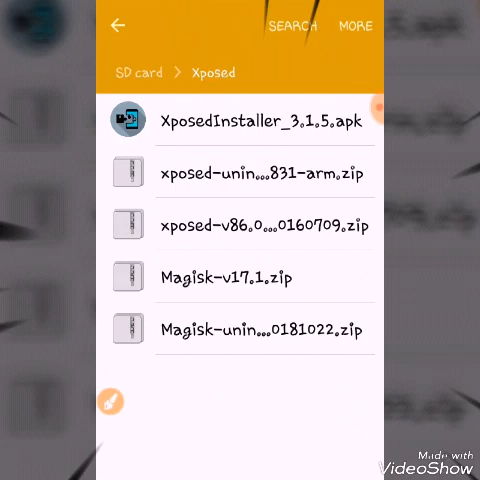 SEARCH MORE
SD card > Xposed
XposedInstaller_3.1.5.apk
xposed-unin...831-arm.zip
xposed-v86.0...0160709.zip
Magisk-v17.1.zip
Magisk-unin...0181022.zip
Made with
VideoShow